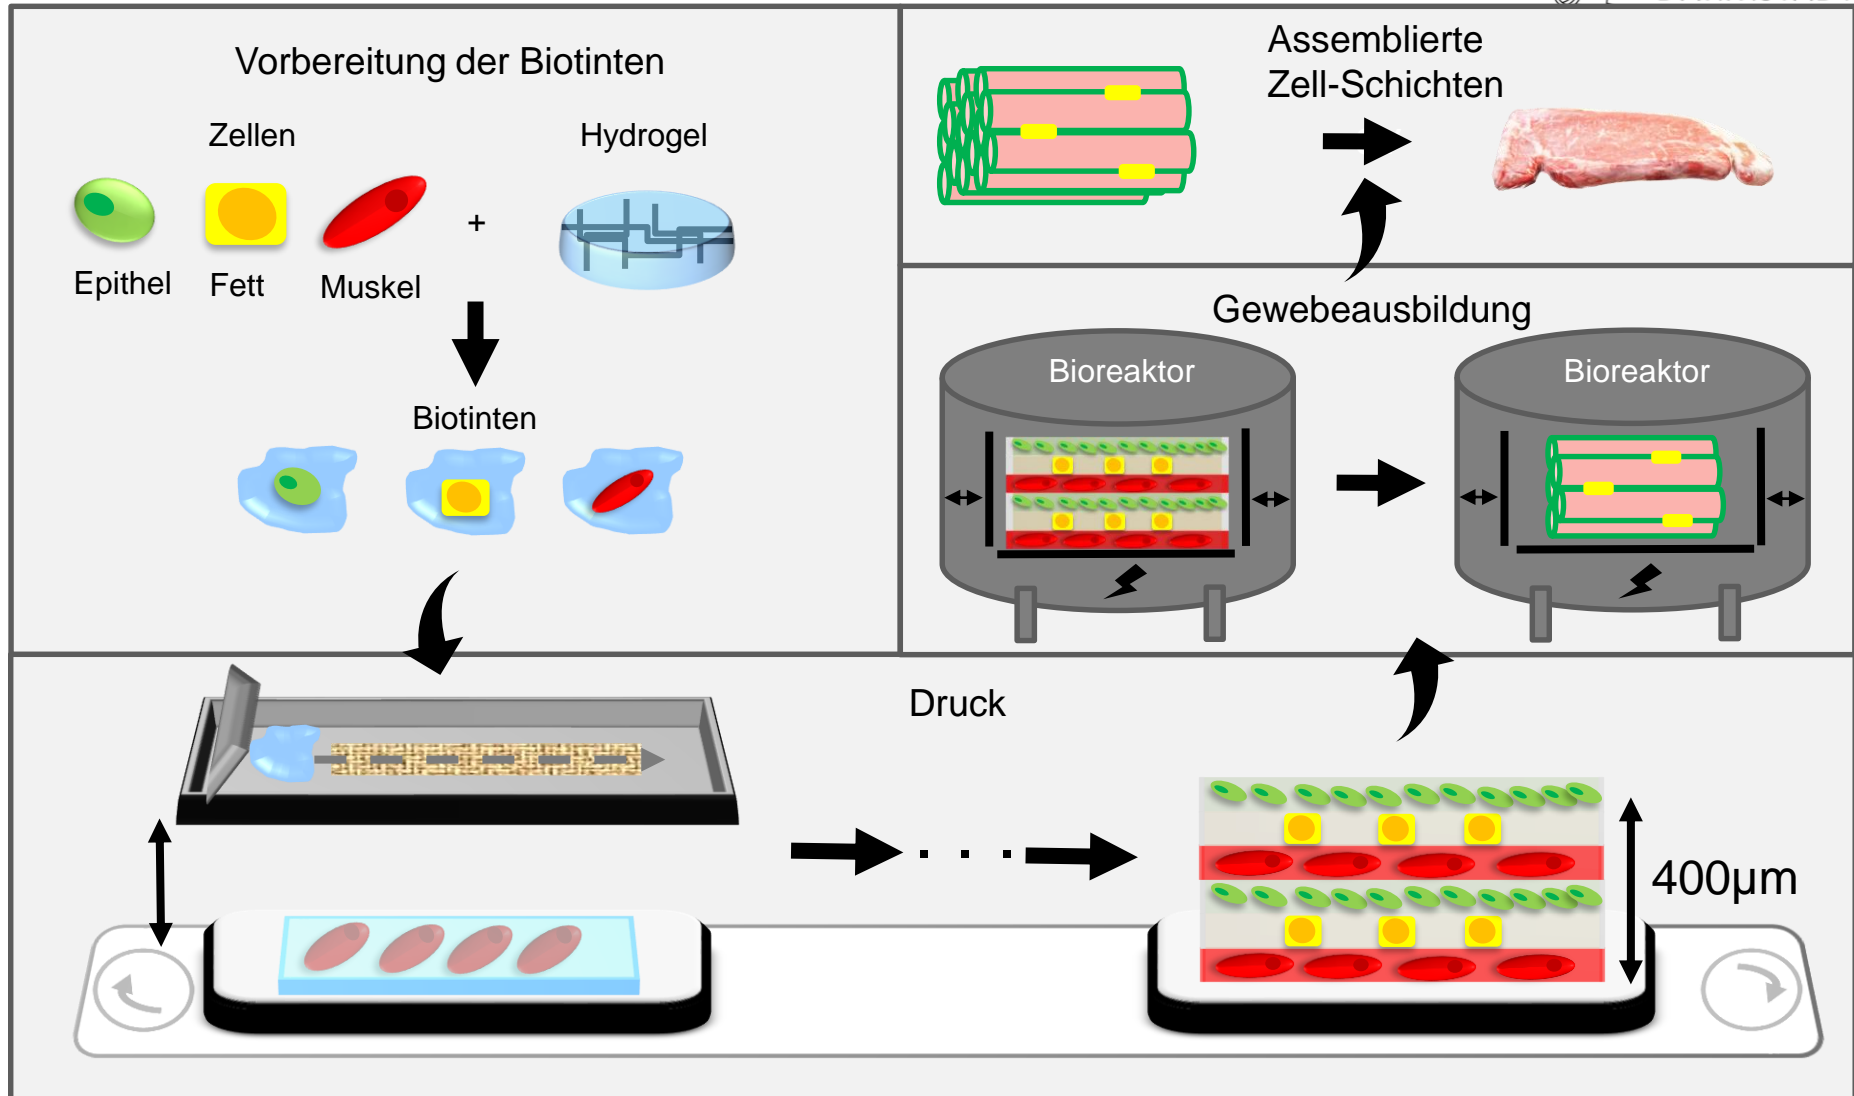 Vorbereitung der Biotinten
Zellen
Hydrogel
+
Epithel
Fett
Muskel
Biotinten
Assemblierte
Zell-Schichten
Gewebeausbildung
Bioreaktor
Bioreaktor
Druck
400µm